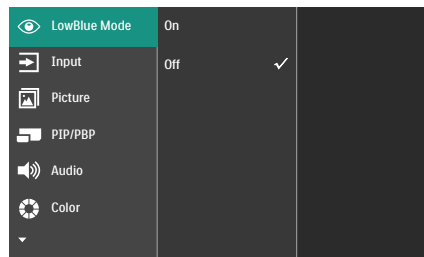 LowBlue Mode
On
Input
Off
Picture
PIP/PBP
Audio
Color